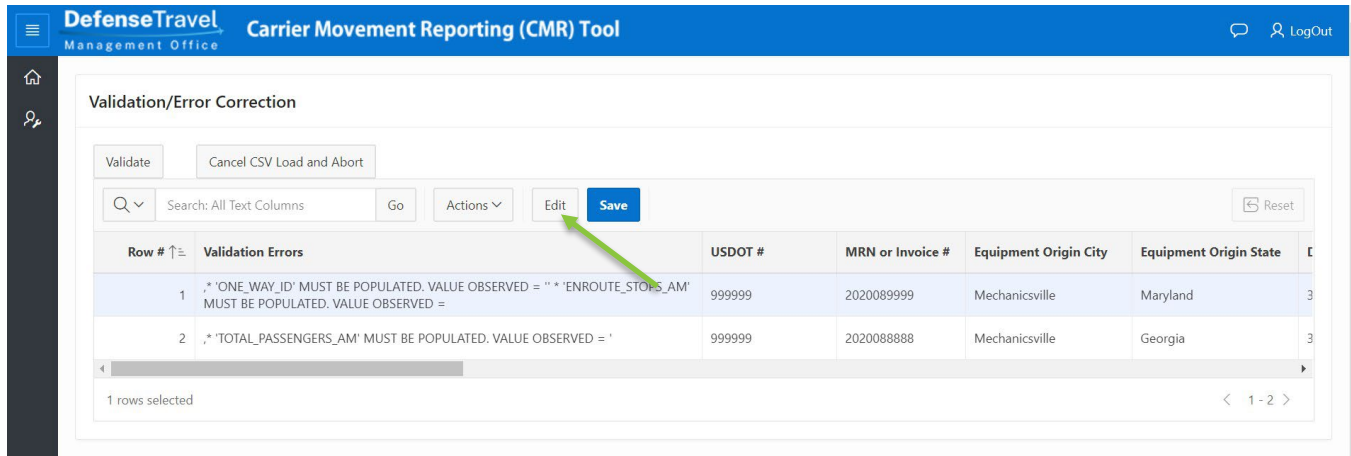 DefenseTravel
Management Office
Carrier Movement Reporting (CMR) Tool
LogOut
Validation/Error Correction
Validate
Cancel CSV Load and Abort
Search: All Text Columns
Go
Actions
Edit
Save
Reset
Row #
Validation Errors
USDOT #
MRN or Invoice #
Equipment Origin City
Equipment Origin State
1
,* 'ONE_WAY_ID' MUST BE POPULATED. VALUE OBSERVED = '' * 'ENROUTE_STOPS_AM'
MUST BE POPULATED. VALUE OBSERVED =
999999
2020089999
Mechanicsville
Maryland
3
2
,* 'TOTAL_PASSENGERS_AM' MUST BE POPULATED. VALUE OBSERVED = '
999999
2020088888
Mechanicsville
Georgia
3
1 rows selected
1 - 2